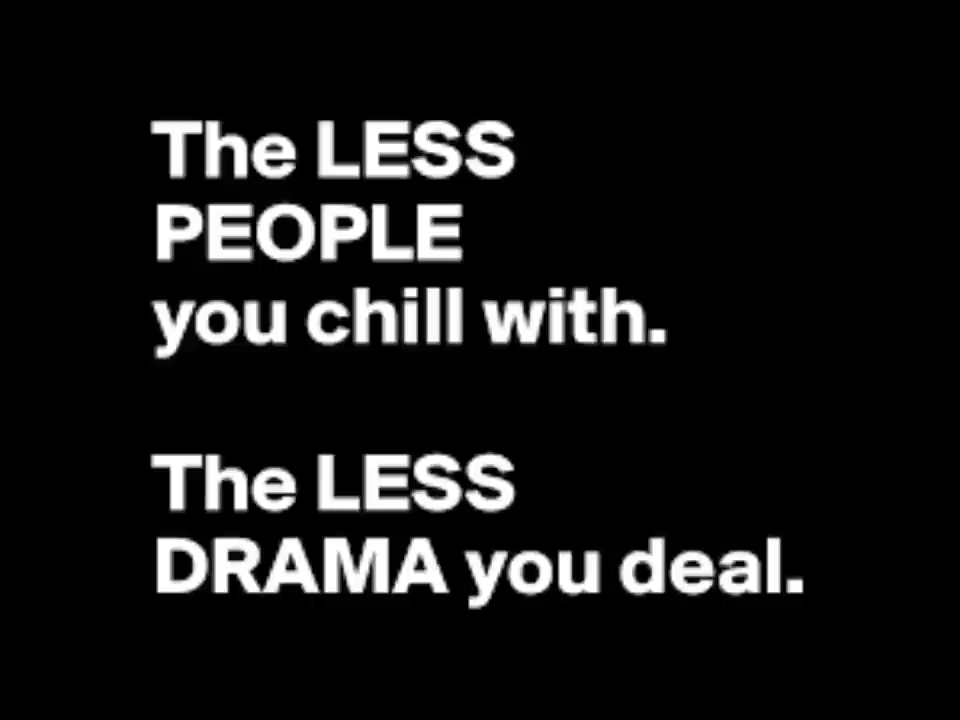 The LESS
PEOPLE
you chill with.
The LESS
DRAMA you deal.